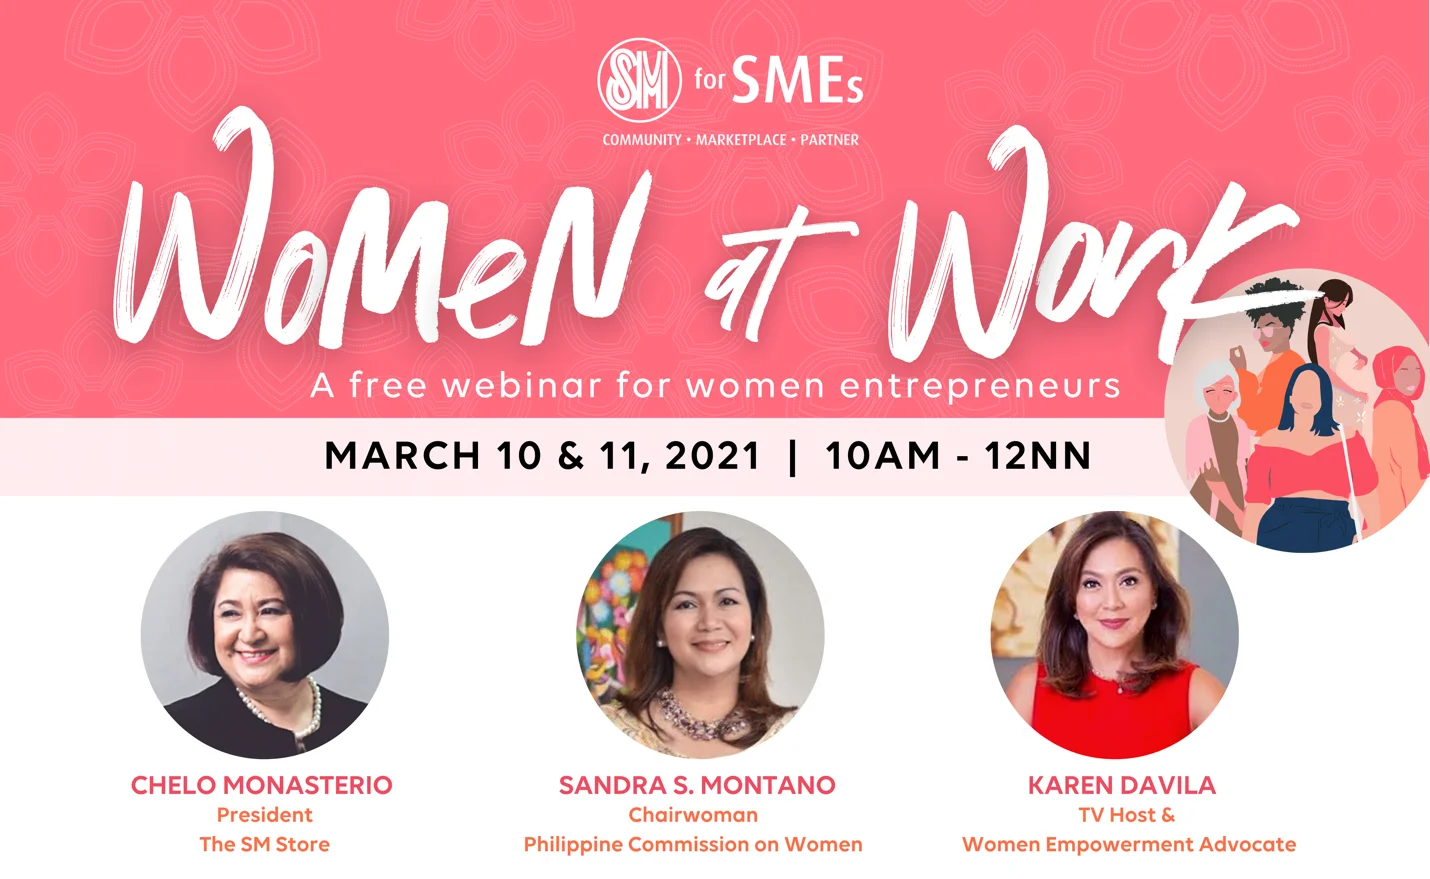 SM for SMEs
COMMUNITY • MARKETPLACE • PARTNER
Women at Work
A free webinar for women entrepreneurs
MARCH 10 & 11, 2021 | 10AM - 12NN
CHELO MONASTERIO
President
The SM Store
SANDRA S. MONTANO
Chairwoman
Philippine Commission on Women
KAREN DAVILA
TV Host &
Women Empowerment Advocate